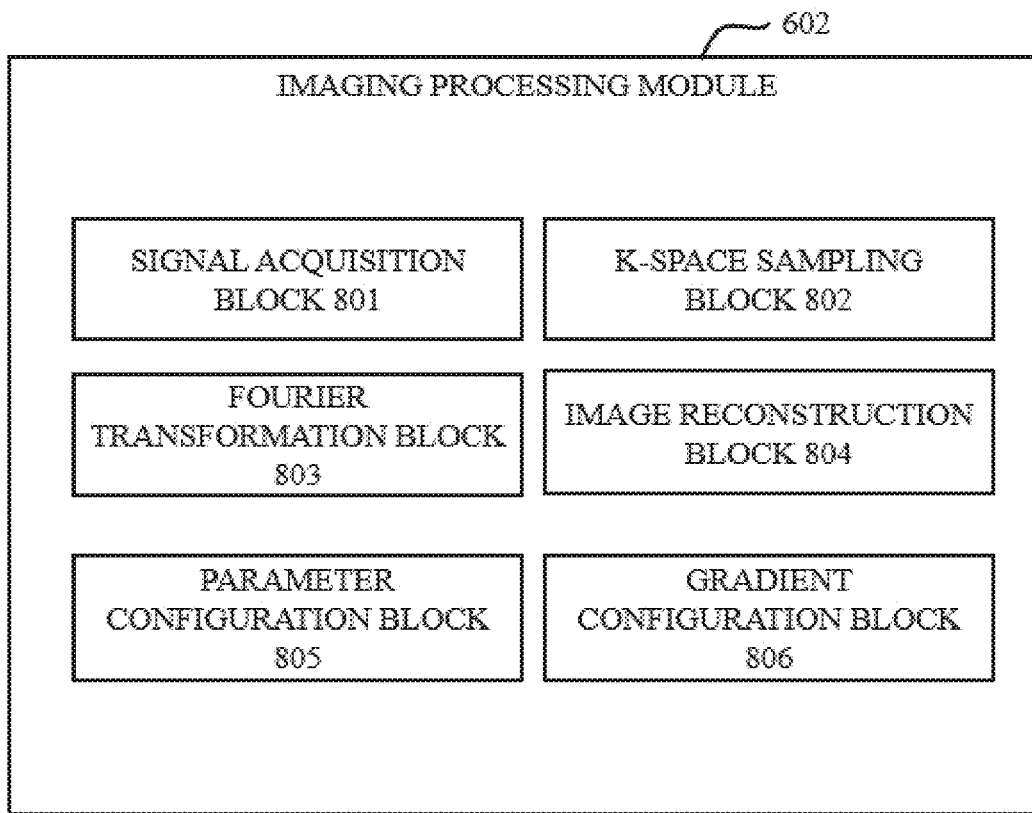 602
IMAGING PROCESSING MODULE
SIGNAL ACQUISITION
BLOCK 801
K-SPACE SAMPLING
BLOCK 802
FOURIER
TRANSFORMATION BLOCK
803
IMAGE RECONSTRUCTION
BLOCK 804
PARAMETER
CONFIGURATION BLOCK
805
GRADIENT
CONFIGURATION BLOCK
806